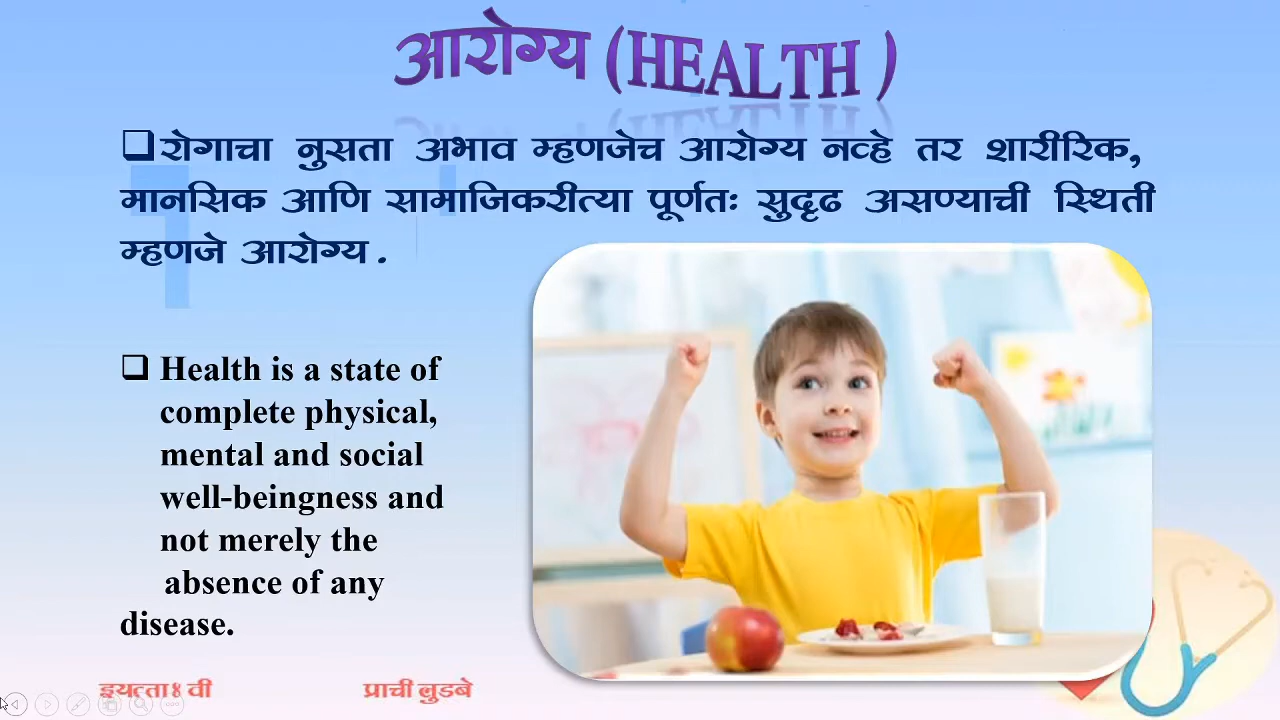 आरोग्य (HEALTH )
रोगाचा नुसता अभाव म्हणजेच आरोग्य नव्हे तर शारीरिक,
मानसिक आणि सामाजिकरीत्या पूर्णतः सुदृढ असण्याची स्थिती
म्हणजे आरोग्य .
Health is a state of
complete physical,
mental and social
well-beingness and
not merely the
absence of any
disease.
इयत्ता ४ वी प्राची लुडबे